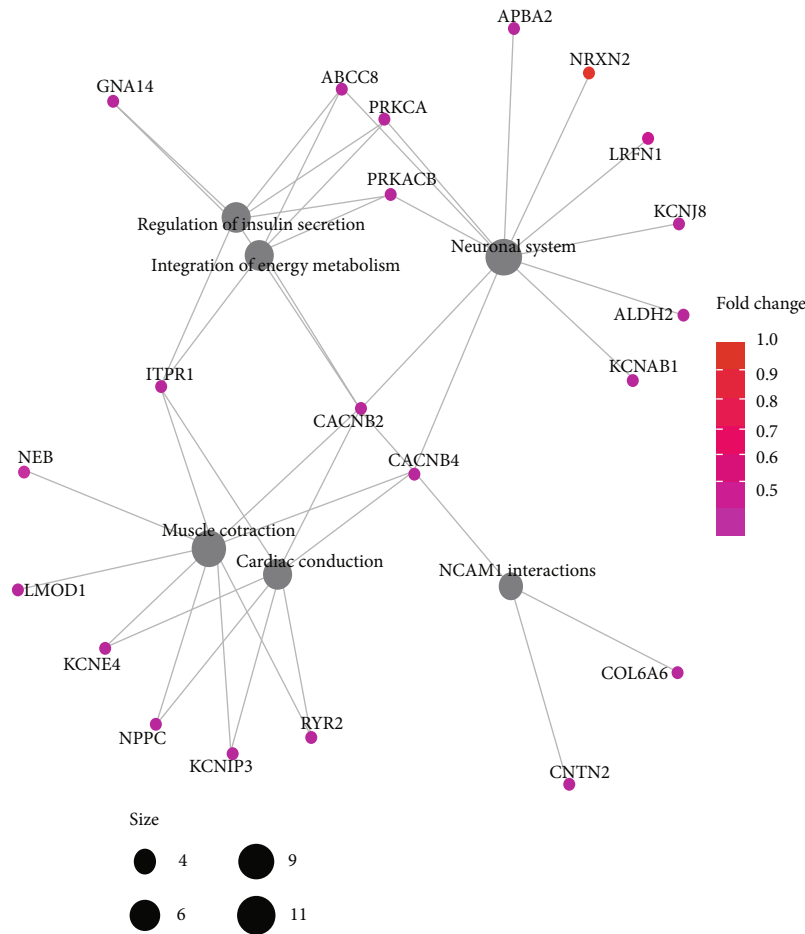 APBA2
NRXN2
ABCC8
GNA14
PRKCA
LRFN1
PRKACB
KCNJ8
Regulation of insulin secretion
Neuronal system
Integration of energy metabolism
Fold change
ALDH2
1.0
KCNAB1
0.9
ITPR1
0.8
CACNB2
0.7
NEB
CACNB4
0.6
0.5
Muscle cotraction
Cardiac conduction
NCAM1 interactions
LMOD1
KCNE4
COL6A6
NPPC
RYR2
KCNIP3
CNTN2
Size
4
9
6
11